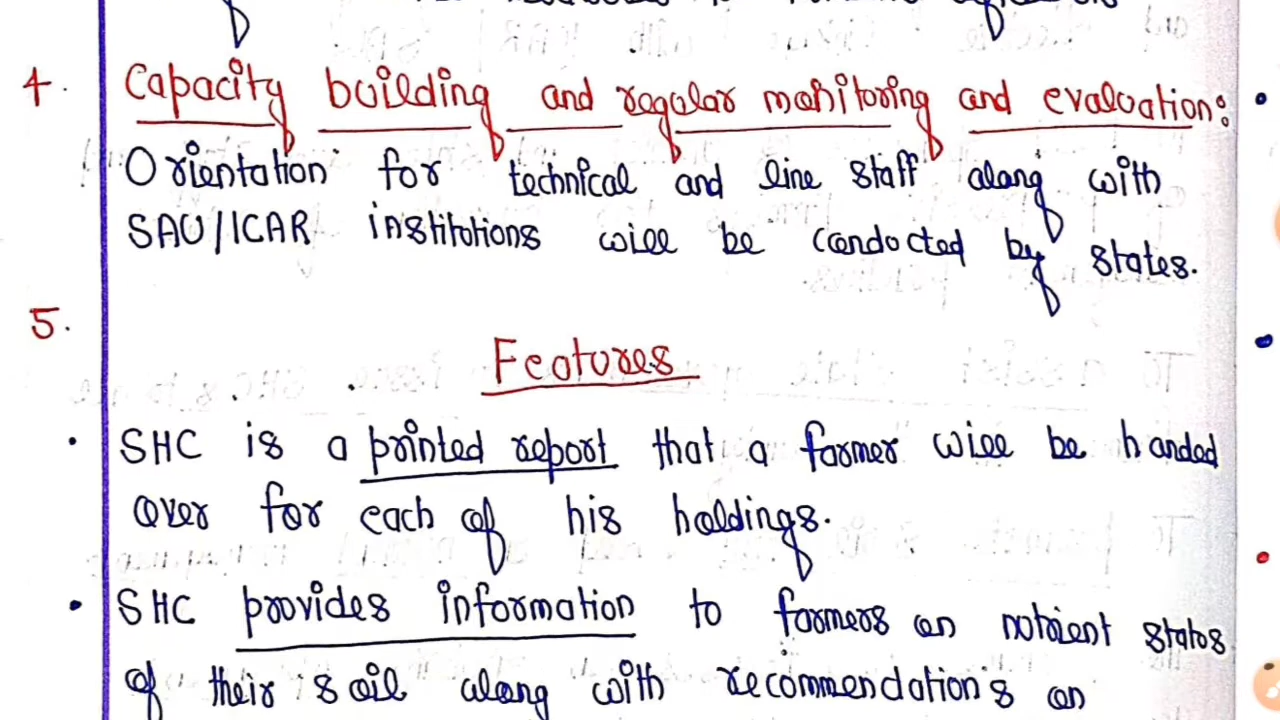 4. Capacity building and regular monitoring and evaluation:
Orientation for technical and line staff along with
SAU/ICAR institutions will be conducted by states.
5.
Features
• SHC is a printed report that a farmer will be handed
over for each of his holdings.
• SHC provides information to farmers on nutrient status
of their soil along with recommendation's on